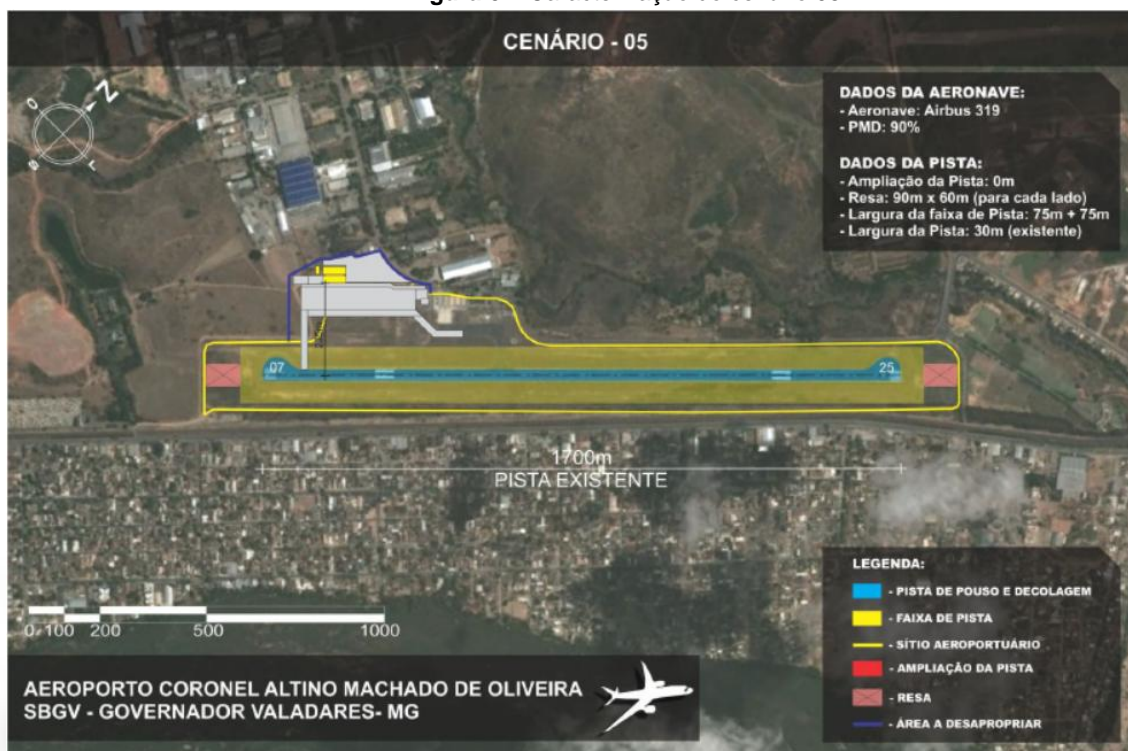 CENÁRIO - 05
DADOS DA AERONAVE:
- Aeronave: Airbus 319
- PMD: 90%
DADOS DA PISTA:
- Ampliação da Pista: 0m
- Resa: 90m x 60m (para cada lado)
- Largura da faixa de Pista: 75m + 75m
- Largura da Pista: 30m (existente)
N
O
S
L
07
25
1700m
PISTA EXISTENTE
0 100 200 500 1000
LEGENDA:
- PISTA DE POUSO E DECOLAGEM
- FAIXA DE PISTA
- SÍTIO AEROPORTUÁRIO
- AMPLIAÇÃO DA PISTA
- RESA
- ÁREA A DESAPROPRIAR
AEROPORTO CORONEL ALTINO MACHADO DE OLIVEIRA
SBGV - GOVERNADOR VALADARES- MG